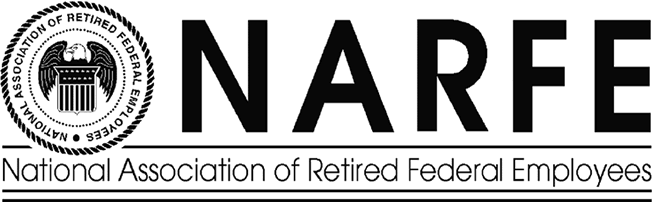 NATIONAL ASSOCIATION OF RETIRED FEDERAL EMPLOYEES
NARFE
National Association of Retired Federal Employees